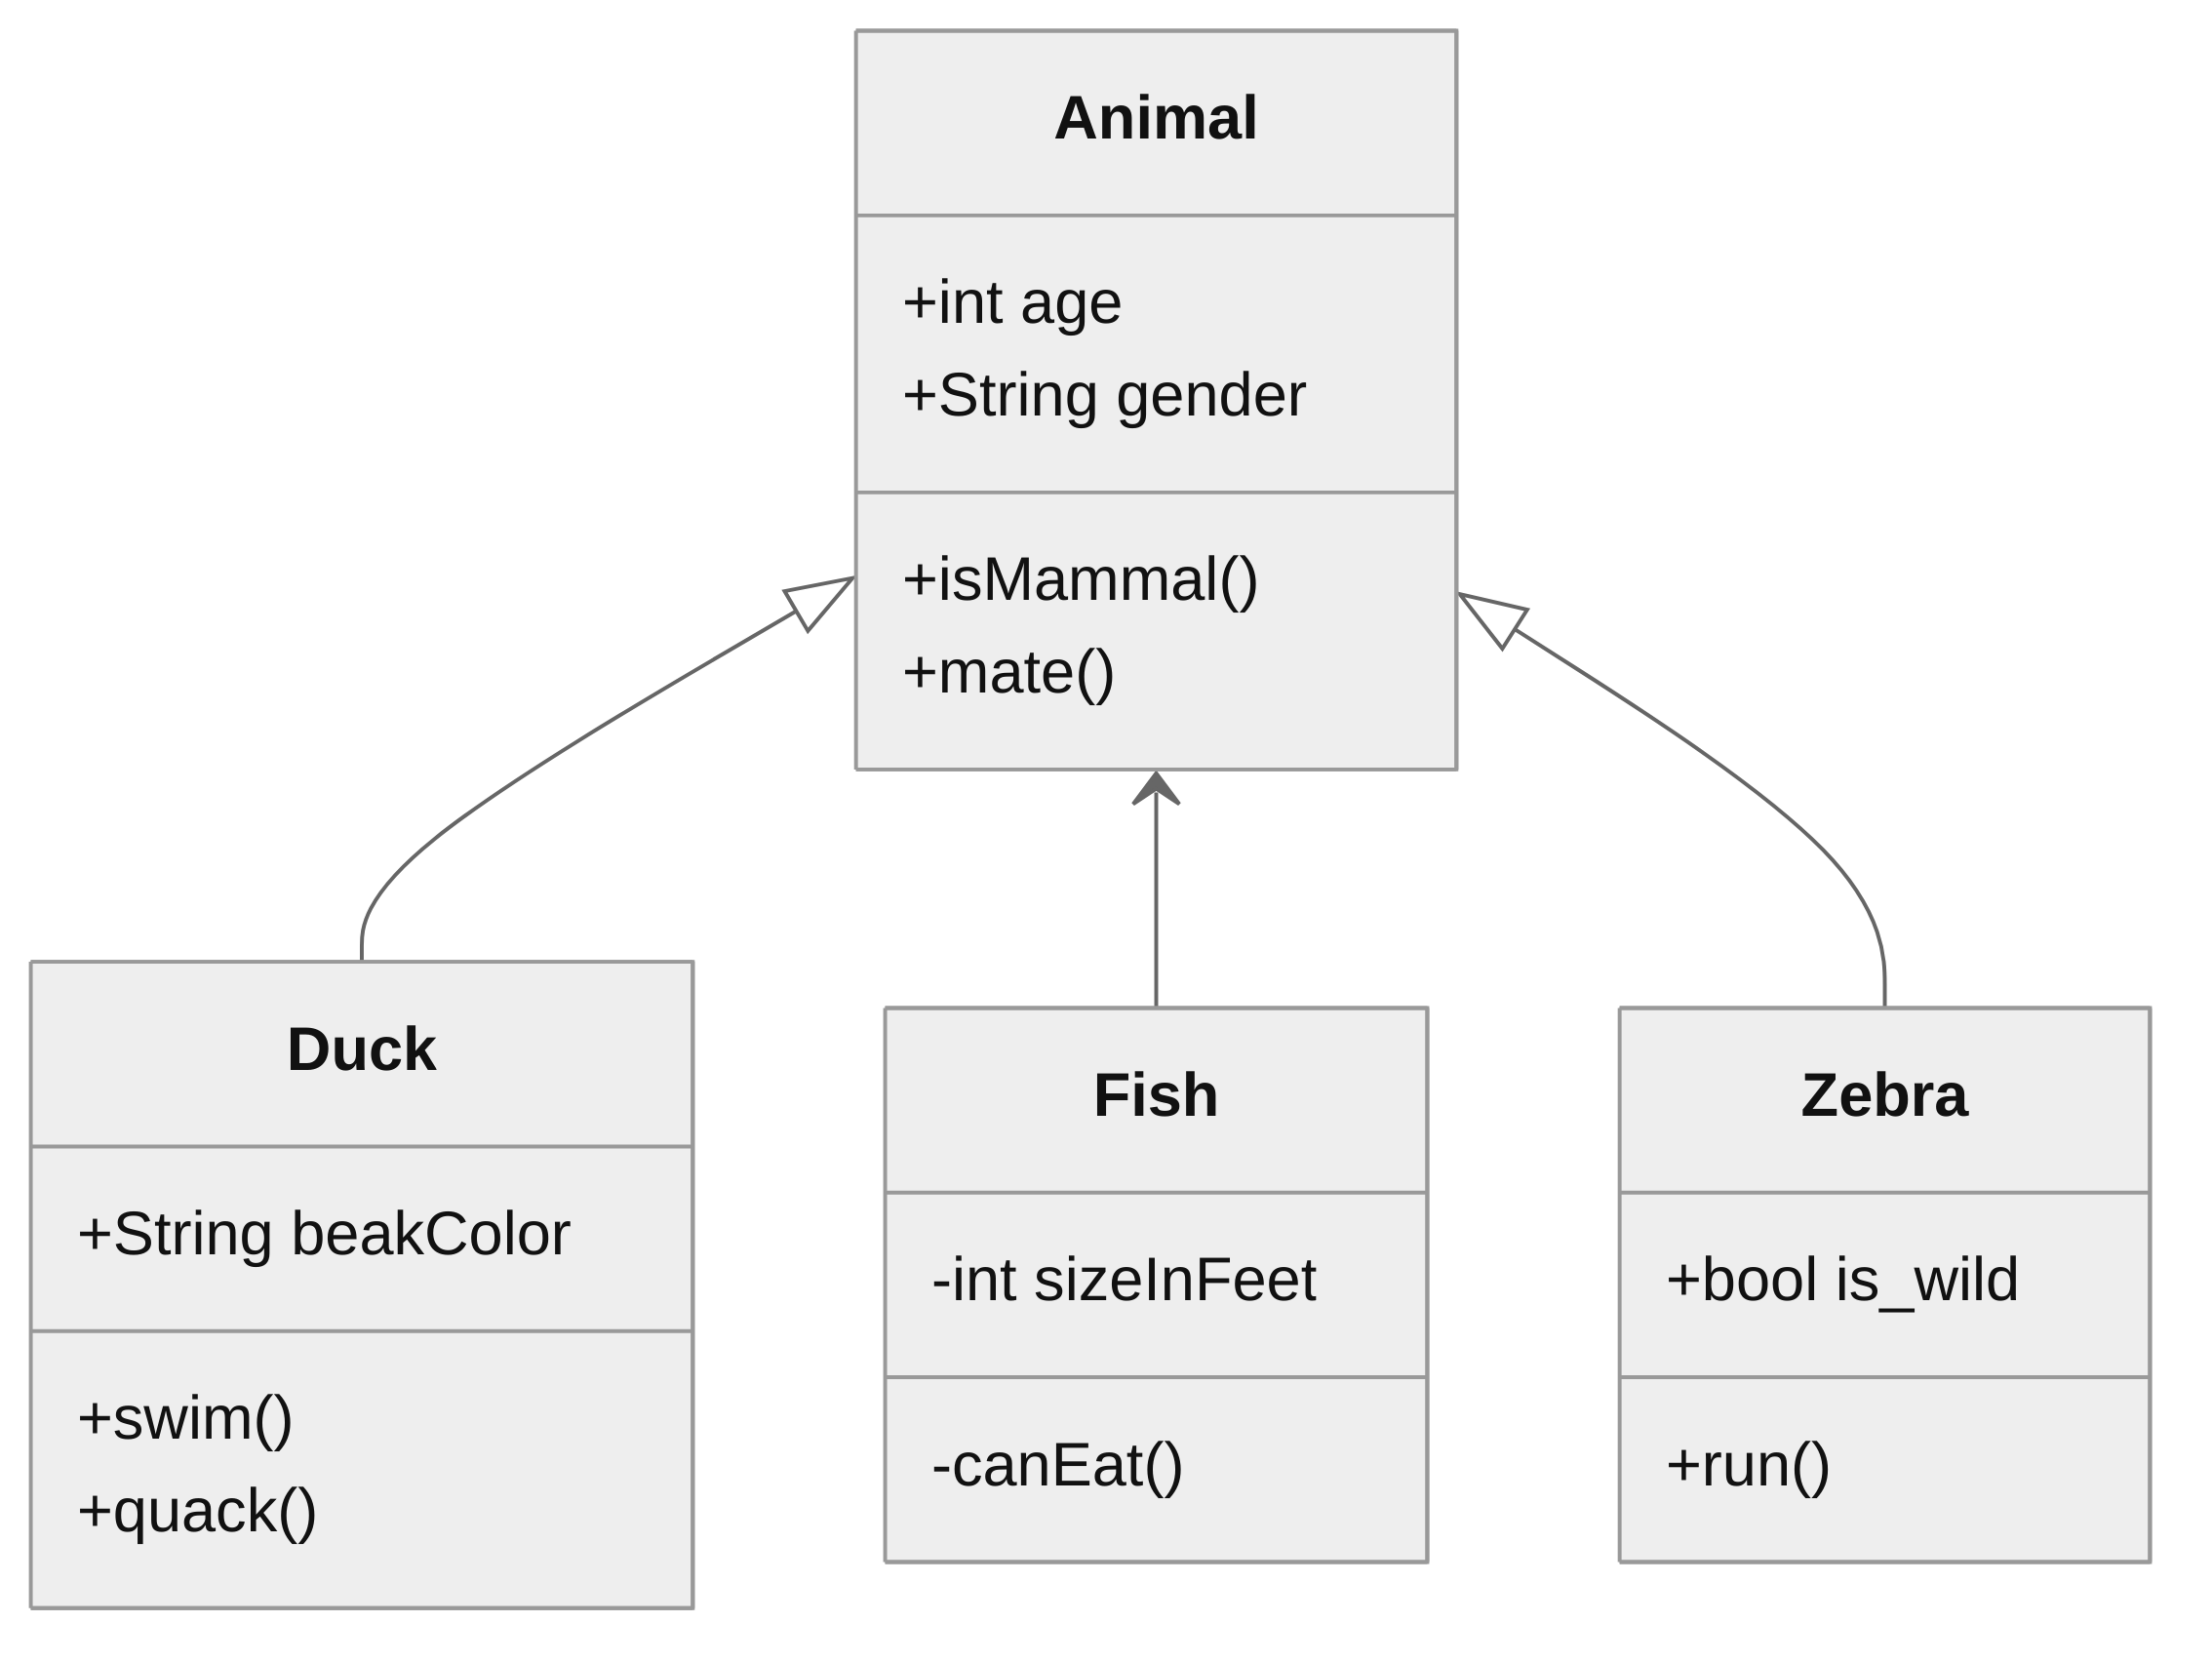 Animal
+int age
+String gender
+isMammal()
+mate()
Duck
+String beakColor
+swim()
+quack()
Fish
-int sizeInFeet
-canEat()
Zebra
+bool is_wild
+run()